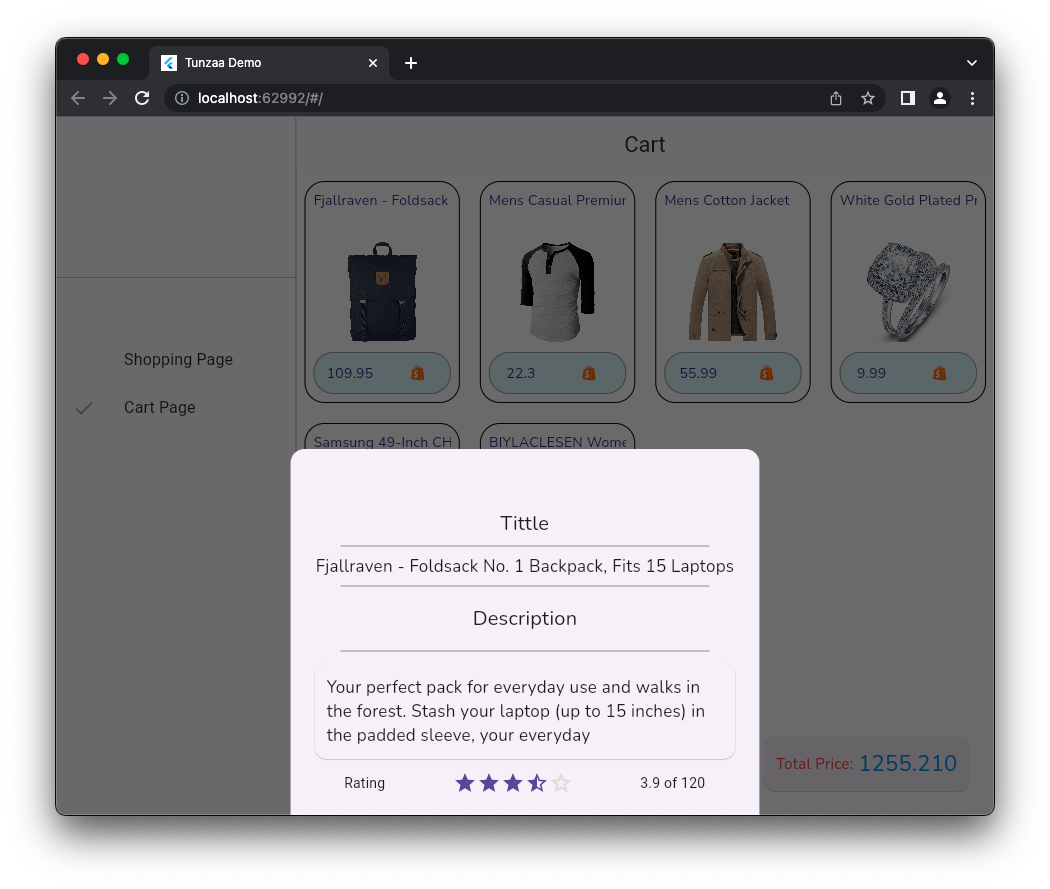 Tunzaa Demo
localhost:62992/#/
Cart
Fjallraven - Foldsack
Mens Casual Premiur
Mens Cotton Jacket
White Gold Plated Pr
109.95
22.3
55.99
9.99
Shopping Page
Cart Page
Samsung 49-Inch CH
BIYLACLESEN Wome
Tittle
Fjallraven - Foldsack No. 1 Backpack, Fits 15 Laptops
Description
Your perfect pack for everyday use and walks in
the forest. Stash your laptop (up to 15 inches) in
the padded sleeve, your everyday
Rating
3.9 of 120
Total Price: 1255.210